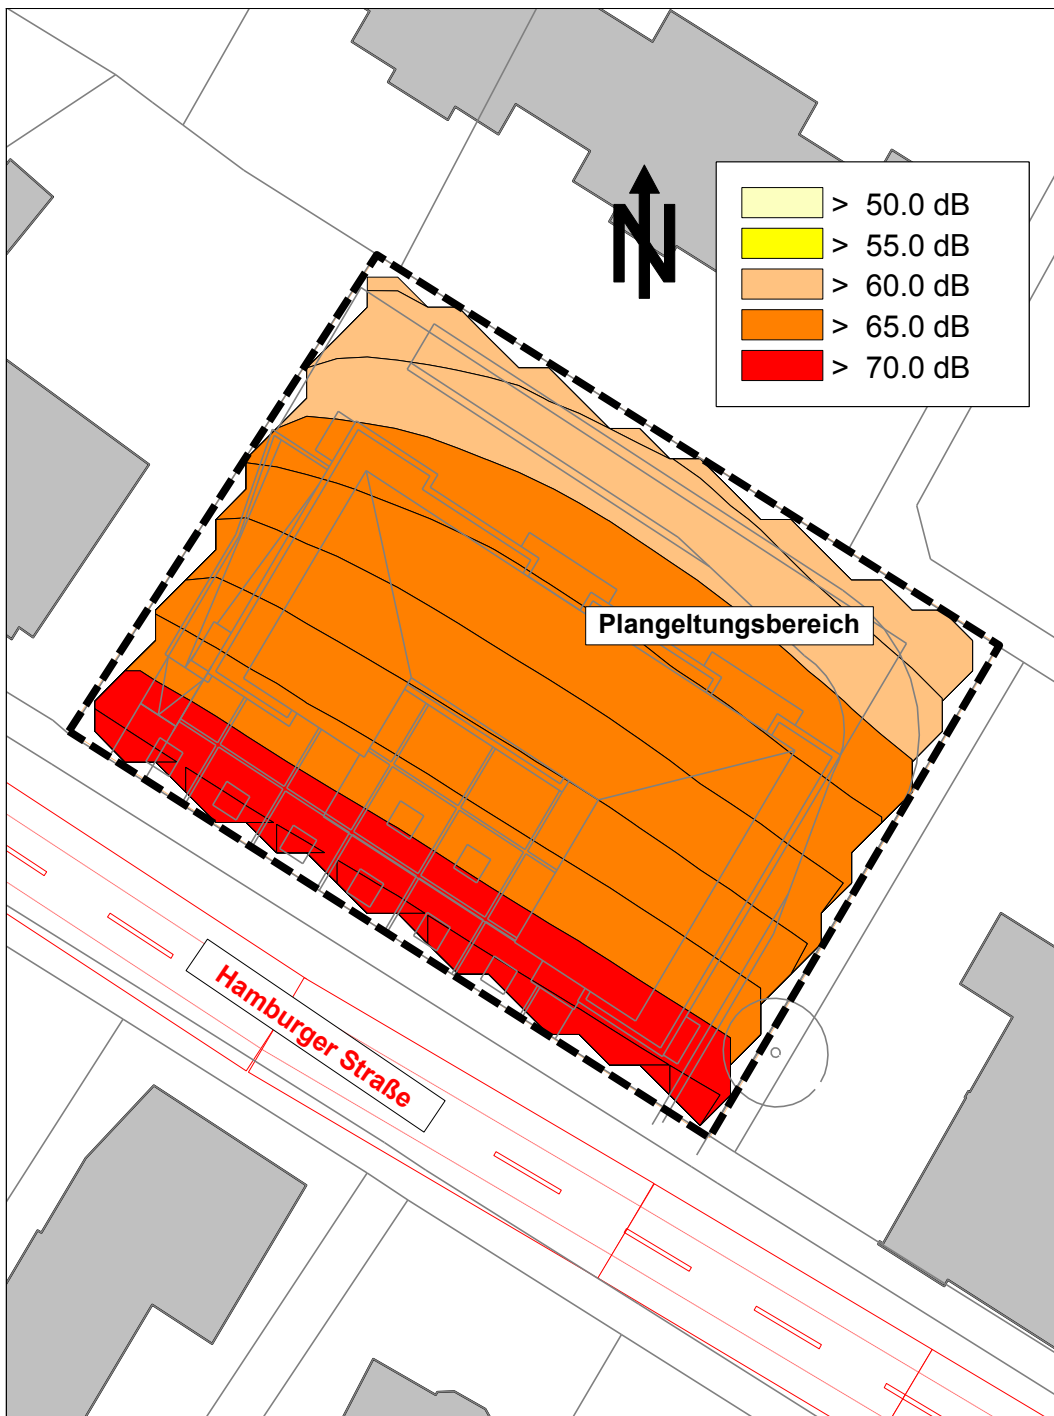 N
> 50.0 dB
> 55.0 dB
> 60.0 dB
> 65.0 dB
> 70.0 dB
Plangeltungsbereich
Hamburger Straße